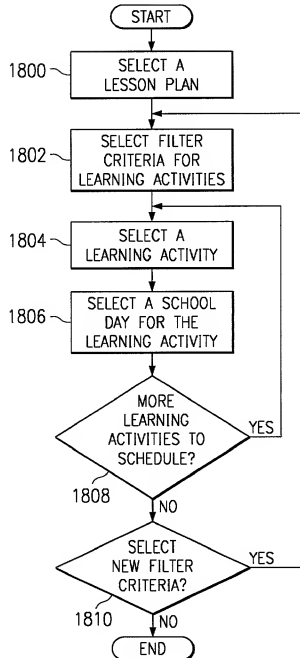 START
1800
SELECT A
LESSON PLAN
1802
SELECT FILTER
CRITERIA FOR
LEARNING ACTIVITIES
1804
SELECT A
LEARNING ACTIVITY
1806
SELECT A SCHOOL
DAY FOR THE
LEARNING ACTIVITY
MORE
LEARNING
ACTIVITIES TO
SCHEDULE?
YES
1808
NO
SELECT
NEW FILTER
CRITERIA?
YES
1810
NO
END